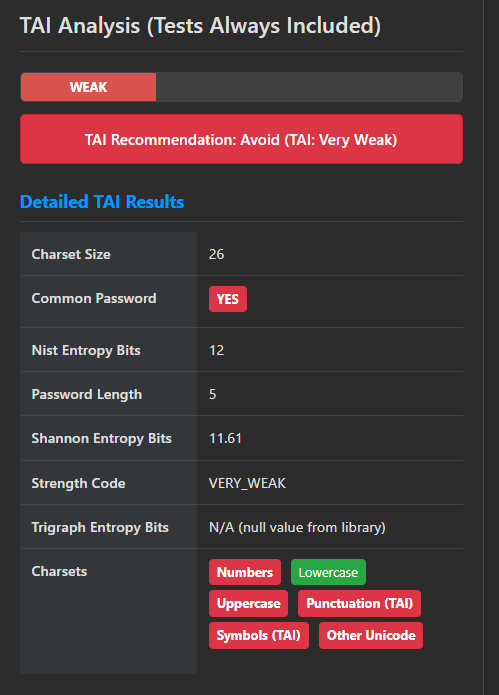 TAI Analysis (Tests Always Included)
WEAK
TAI Recommendation: Avoid (TAI: Very Weak)
Detailed TAI Results
Charset Size 26
Common Password YES
Nist Entropy Bits 12
Password Length 5
Shannon Entropy Bits 11.61
Strength Code VERY_WEAK
Trigraph Entropy Bits N/A (null value from library)
Charsets Numbers Lowercase
Uppercase Punctuation (TAI)
Symbols (TAI) Other Unicode